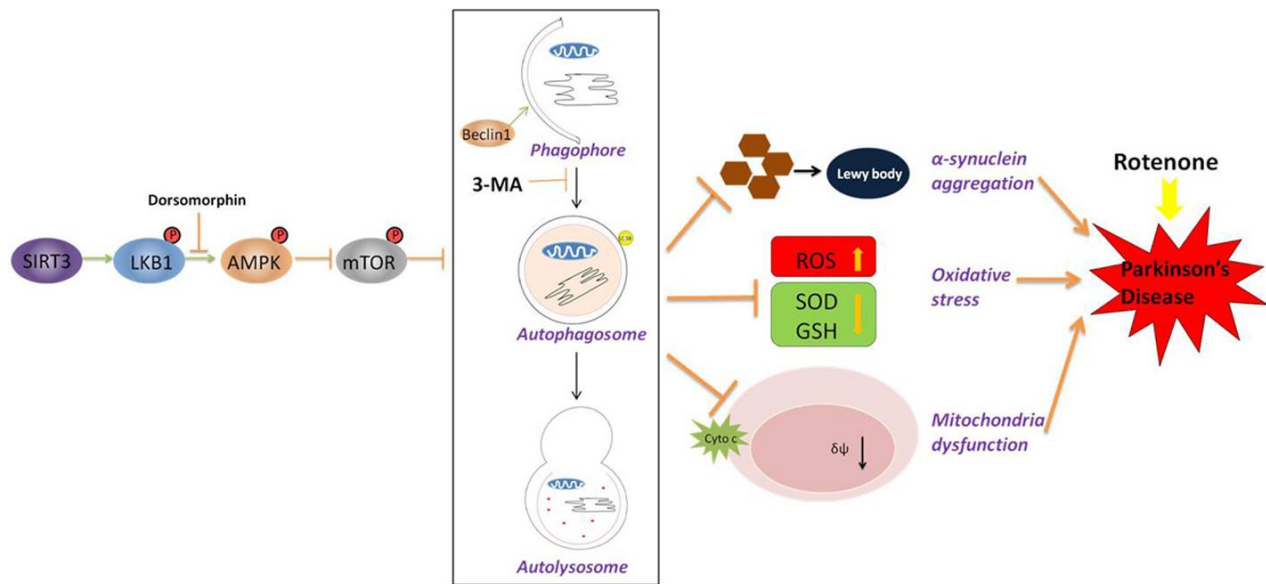 Dorsomorphin
SIRT3
LKB1
P
AMPK
P
mTOR
P
Beclin1
Phagophore
3-MA
LC3B
Autophagosome
Autolysosome
Lewy body
ROS
SOD
GSH
Cyto c
δψ
α-synuclein
aggregation
Oxidative
stress
Mitochondria
dysfunction
Rotenone
Parkinson's
Disease